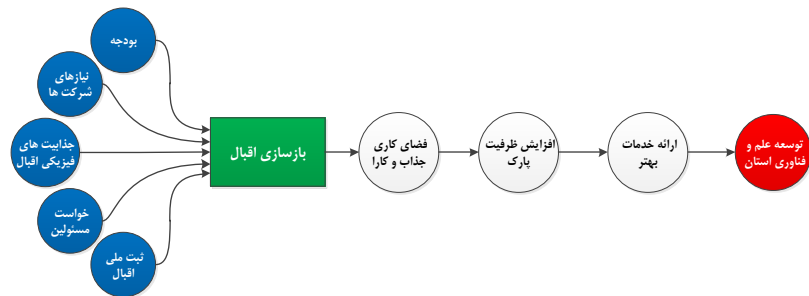 بودجه
نیازهای
شرکت ها
جذابیت های
فیزیکی اقبال
خواست
مسئولین
ثبت ملی
اقبال
بازسازی اقبال
فضای کاری
جذاب و کارا
افزایش ظرفیت
پارک
ارائه خدمات
بهتر
توسعه علم و
فناوری استان